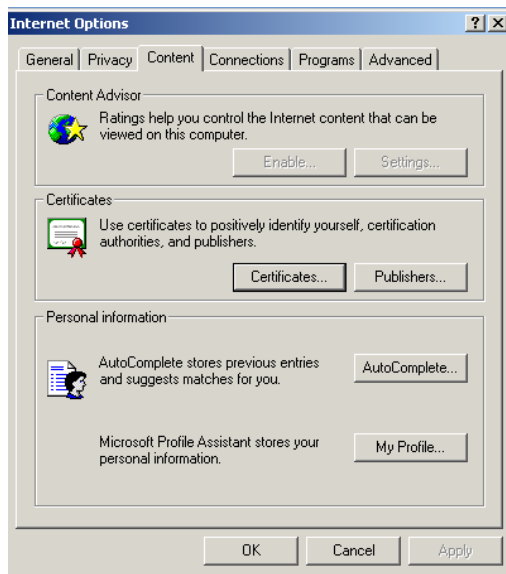 Internet Options
General Privacy Content Connections Programs Advanced
Content Advisor
Ratings help you control the Internet content that can be
viewed on this computer.
Enable... Settings...
Certificates
Use certificates to positively identify yourself, certification
authorities, and publishers.
Certificates... Publishers...
Personal information
AutoComplete stores previous entries
and suggests matches for you.
AutoComplete...
Microsoft Profile Assistant stores your
personal information.
My Profile...
OK Cancel Apply